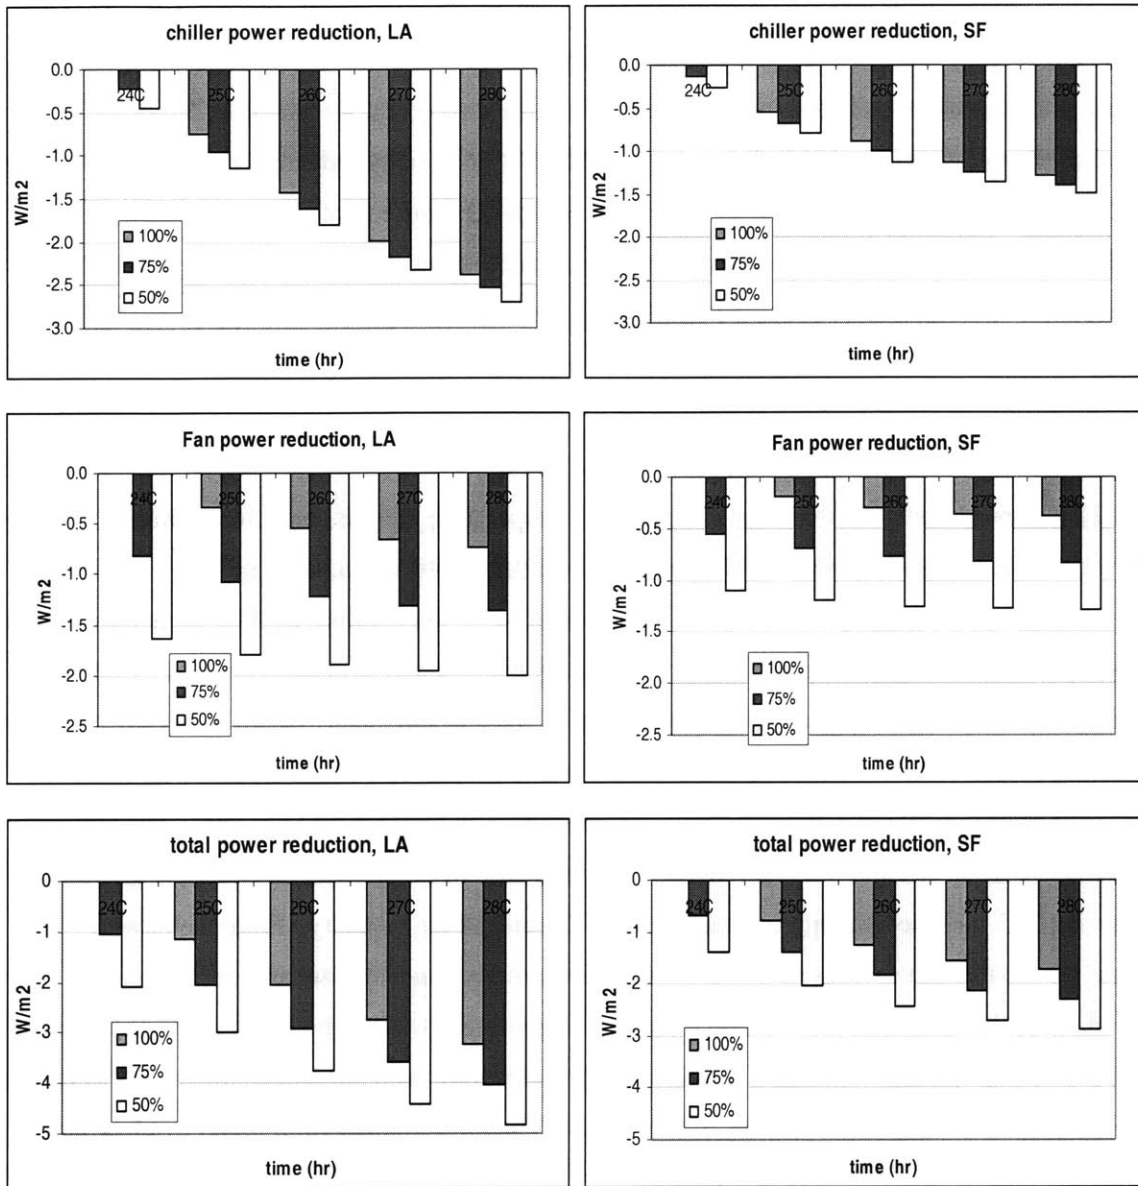 chiller power reduction, LA
0.0
-0.5
-1.0
-1.5
-2.0
-2.5
-3.0
W/m2
24C 25C 26C 27C 28C
100%
75%
50%
time (hr)
chiller power reduction, SF
0.0
-0.5
-1.0
-1.5
-2.0
-2.5
-3.0
W/m2
24C 25C 26C 27C 28C
100%
75%
50%
time (hr)
Fan power reduction, LA
0.0
-0.5
-1.0
-1.5
-2.0
-2.5
W/m2
24C 25C 26C 27C 28C
100%
75%
50%
time (hr)
Fan power reduction, SF
0.0
-0.5
-1.0
-1.5
-2.0
-2.5
W/m2
24C 25C 26C 27C 28C
100%
75%
50%
time (hr)
total power reduction, LA
0
-1
-2
-3
-4
-5
W/m2
24C 25C 26C 27C 28C
100%
75%
50%
time (hr)
total power reduction, SF
0
-1
-2
-3
-4
-5
W/m2
24C 25C 26C 27C 28C
100%
75%
50%
time (hr)